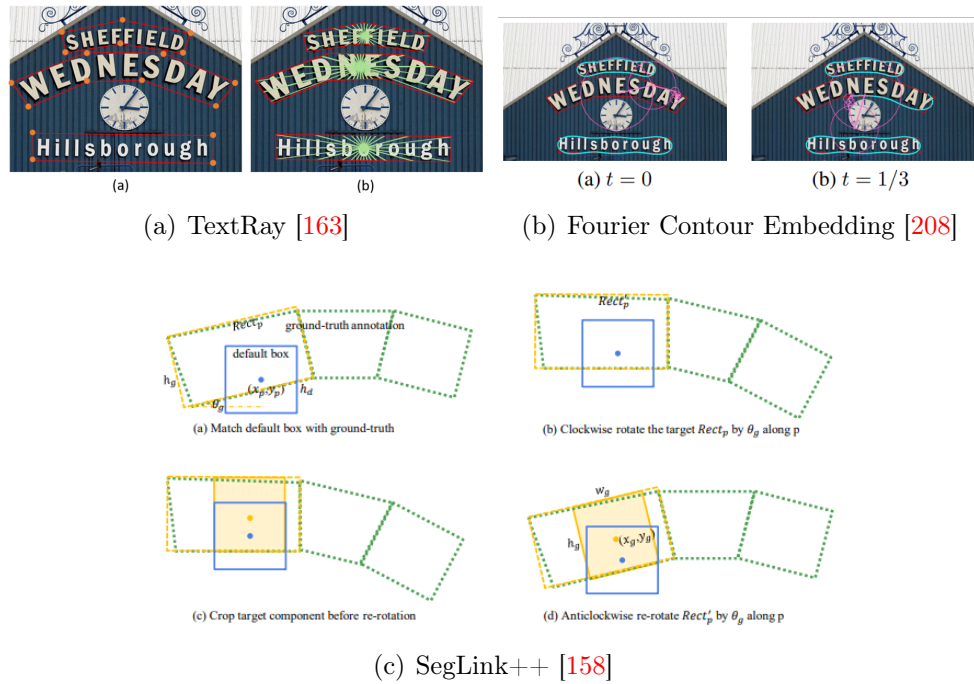 SHEFFIELD
WEDNESDAY
Hillsborough
(a)
SHEFFIELD
WEDNESDAY
Hillsborough
(b)
(a) TextRay [163]
SHEFFIELD
WEDNESDAY
Hillsborough
(a) t = 0
SHEFFIELD
WEDNESDAY
Hillsborough
(b) t = 1/3
(b) Fourier Contour Embedding [208]
Rect_p
ground-truth annotation
default box
h_g
(x_p,y_p)
h_d
θ_g
(a) Match default box with ground-truth
Rect'_p
(b) Clockwise rotate the target Rect_p by θ_g along p
(c) Crop target component before re-rotation
w_g
h_g
(x_g,y_g)
(d) Anticlockwise re-rotate Rect_p' by θ_g along p
(c) SegLink++ [158]